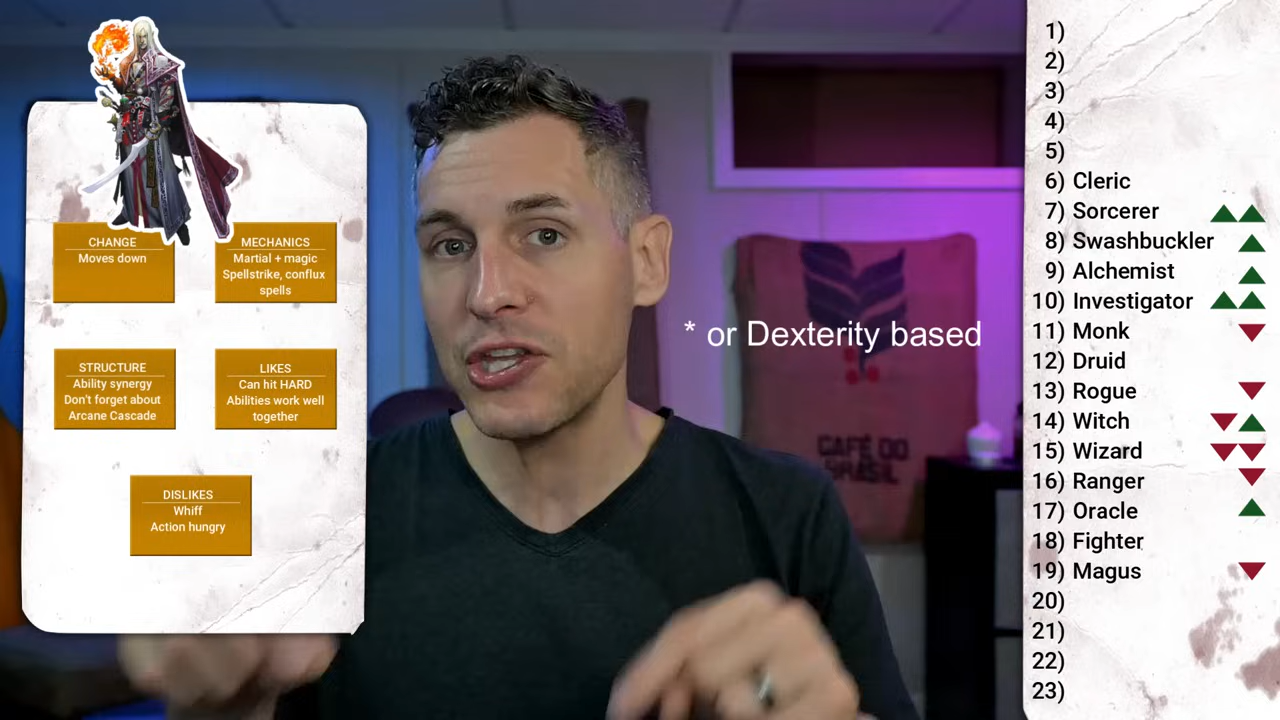 CHANGE
Moves down
MECHANICS
Martial + magic
Spellstrike, conflux
spells
STRUCTURE
Ability synergy
Don't forget about
Arcane Cascade
LIKES
Can hit HARD
Abilities work well
together
DISLIKES
Whiff
Action hungry
* or Dexterity based
CAFÉ DO
BRASIL
1)
2)
3)
4)
5)
6) Cleric
7) Sorcerer
8) Swashbuckler
9) Alchemist
10) Investigator
11) Monk
12) Druid
13) Rogue
14) Witch
15) Wizard
16) Ranger
17) Oracle
18) Fighter
19) Magus
20)
21)
22)
23)